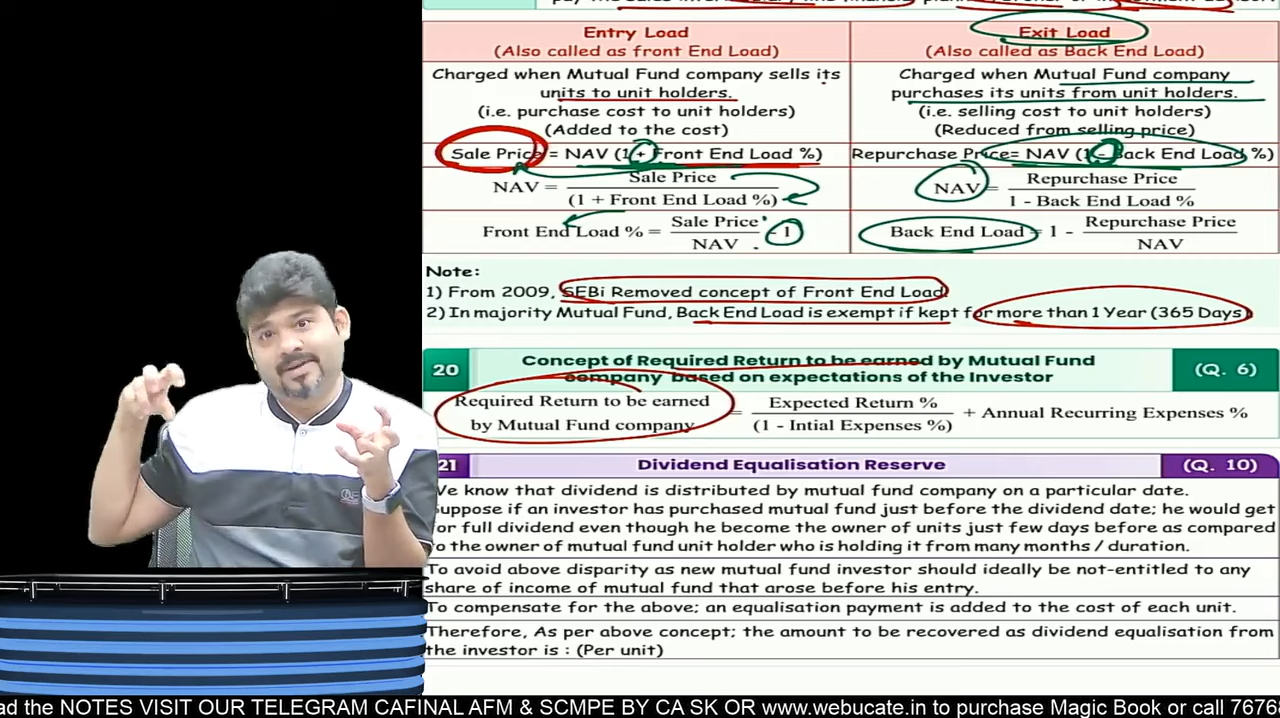 Entry Load
(Also called as front End Load)
Exit Load
(Also called as Back End Load)
Charged when Mutual Fund company sells its
units to unit holders.
(i.e. purchase cost to unit holders)
(Added to the cost)
Charged when Mutual Fund company
purchases its units from unit holders.
(i.e. selling cost to unit holders)
(Reduced from selling price)
Sale Price = NAV (1 + Front End Load %)
Repurchase Price= NAV (1 - Back End Load %)
NAV = Sale Price
(1 + Front End Load %)
NAV = Repurchase Price
1 - Back End Load %
Front End Load % = Sale Price - 1
NAV
Back End Load = 1 - Repurchase Price
NAV
Note:
1) From 2009, SEBi Removed concept of Front End Load.
2) In majority Mutual Fund, Back End Load is exempt if kept for more than 1 Year (365 Days)
20 Concept of Required Return to be earned by Mutual Fund (Q. 6)
company based on expectations of the Investor
Required Return to be earned
by Mutual Fund company
= Expected Return % + Annual Recurring Expenses %
(1 - Intial Expenses %)
21 Dividend Equalisation Reserve (Q. 10)
We know that dividend is distributed by mutual fund company on a particular date.
Suppose if an investor has purchased mutual fund just before the dividend date; he would get
for full dividend even though he become the owner of units just few days before as compared
to the owner of mutual fund unit holder who is holding it from many months / duration.
To avoid above disparity as new mutual fund investor should ideally be not-entitled to any
share of income of mutual fund that arose before his entry.
To compensate for the above; an equalisation payment is added to the cost of each unit.
Therefore, As per above concept; the amount to be recovered as dividend equalisation from
the investor is : (Per unit)
ad the NOTES VISIT OUR TELEGRAM CAFINAL AFM & SCMPE BY CA SK OR www.webucate.in to purchase Magic Book or call 7676